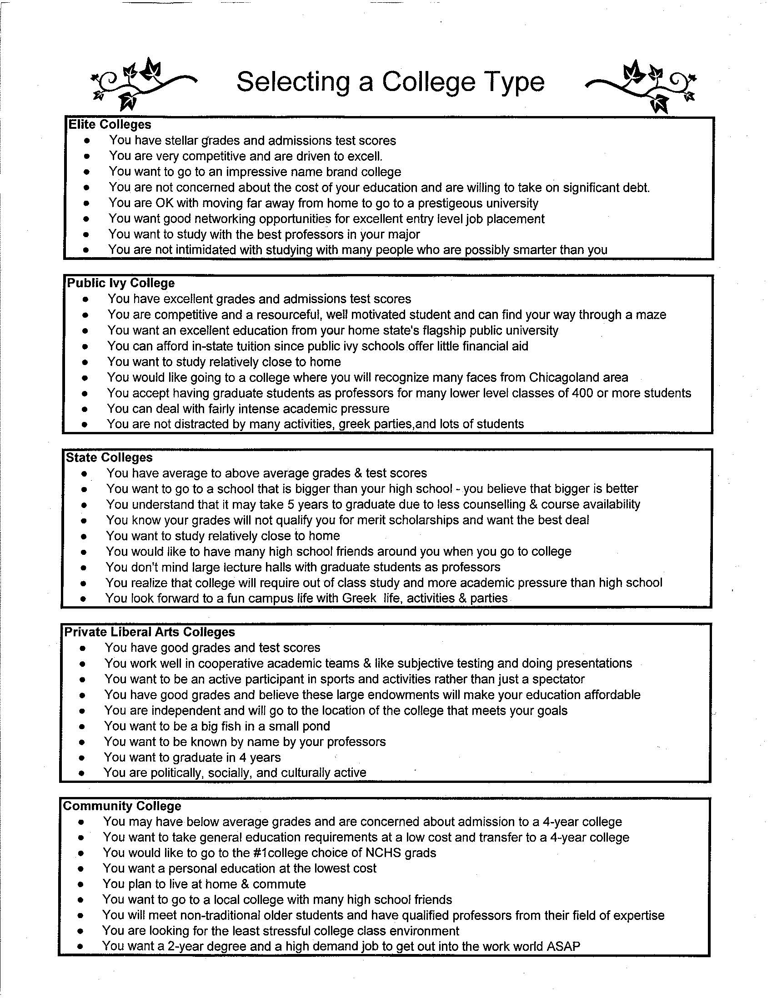 Selecting a College Type
Elite Colleges
• You have stellar grades and admissions test scores
• You are very competitive and are driven to excell.
• You want to go to an impressive name brand college
• You are not concerned about the cost of your education and are willing to take on significant debt.
• You are OK with moving far away from home to go to a prestigeous university
• You want good networking opportunities for excellent entry level job placement
• You want to study with the best professors in your major
• You are not intimidated with studying with many people who are possibly smarter than you
Public Ivy College
• You have excellent grades and admissions test scores
• You are competitive and a resourceful, well motivated student and can find your way through a maze
• You want an excellent education from your home state's flagship public university
• You can afford in-state tuition since public ivy schools offer little financial aid
• You want to study relatively close to home
• You would like going to a college where you will recognize many faces from Chicagoland area
• You accept having graduate students as professors for many lower level classes of 400 or more students
• You can deal with fairly intense academic pressure
• You are not distracted by many activities, greek parties,and lots of students
State Colleges
• You have average to above average grades & test scores
• You want to go to a school that is bigger than your high school - you believe that bigger is better
• You understand that it may take 5 years to graduate due to less counselling & course availability
• You know your grades will not qualify you for merit scholarships and want the best deal
• You want to study relatively close to home
• You would like to have many high school friends around you when you go to college
• You don't mind large lecture halls with graduate students as professors
• You realize that college will require out of class study and more academic pressure than high school
• You look forward to a fun campus life with Greek life, activities & parties
Private Liberal Arts Colleges
• You have good grades and test scores
• You work well in cooperative academic teams & like subjective testing and doing presentations
• You want to be an active participant in sports and activities rather than just a spectator
• You have good grades and believe these large endowments will make your education affordable
• You are independent and will go to the location of the college that meets your goals
• You want to be a big fish in a small pond
• You want to be known by name by your professors
• You want to graduate in 4 years
• You are politically, socially, and culturally active
Community College
• You may have below average grades and are concerned about admission to a 4-year college
• You want to take general education requirements at a low cost and transfer to a 4-year college
• You would like to go to the #1college choice of NCHS grads
• You want a personal education at the lowest cost
• You plan to live at home & commute
• You want to go to a local college with many high school friends
• You will meet non-traditional older students and have qualified professors from their field of expertise
• You are looking for the least stressful college class environment
• You want a 2-year degree and a high demand job to get out into the work world ASAP